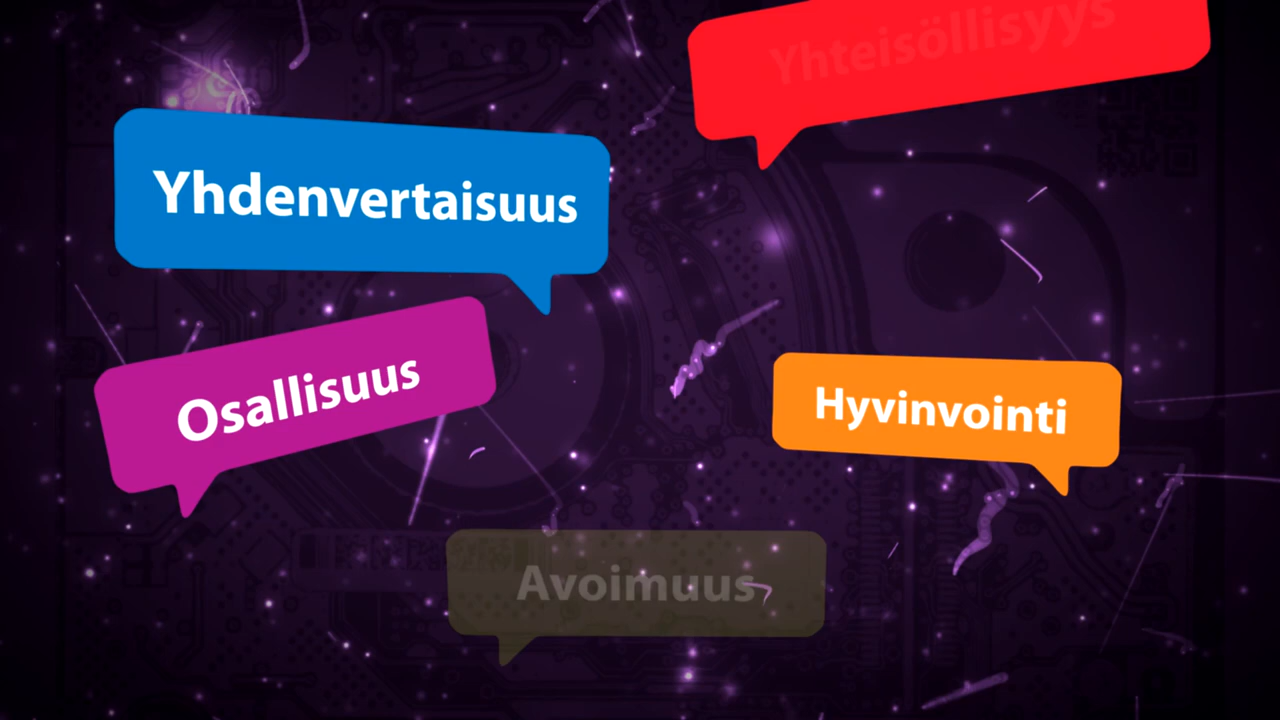 Yhteisöllisyys
Yhdenvertaisuus
Osallisuus
Hyvinvointi
Avoimuus